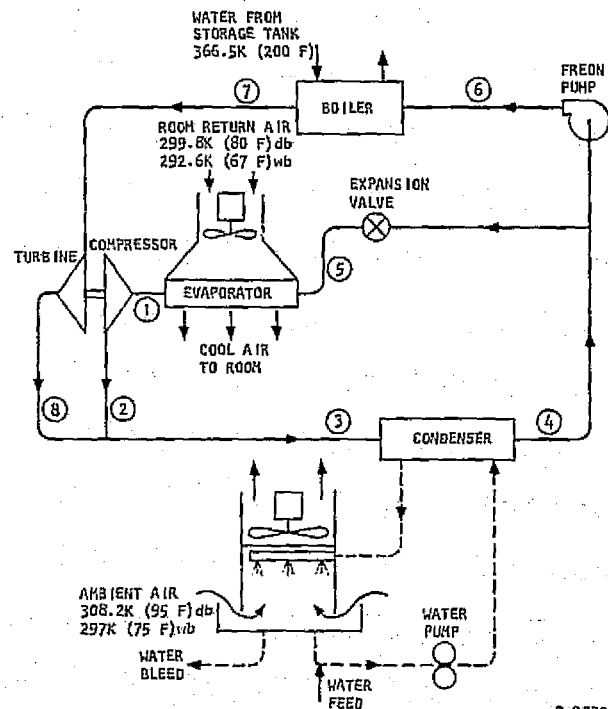 WATER FROM
STORAGE TANK
366.5K (200 F)
FREON
PUMP
⑦
BOILER
⑥
ROOM RETURN AIR
299.8K (80 F)db
292.6K (67 F)wb
EXPANSION
VALVE
COMPRESSOR
TURBINE
⑤
①
EVAPORATOR
COOL AIR
TO ROOM
⑧
②
③
CONDENSER
④
AMBIENT AIR
308.2K (95 F)db
297K (75 F)wb
WATER
PUMP
WATER
BLEED
WATER
FEED